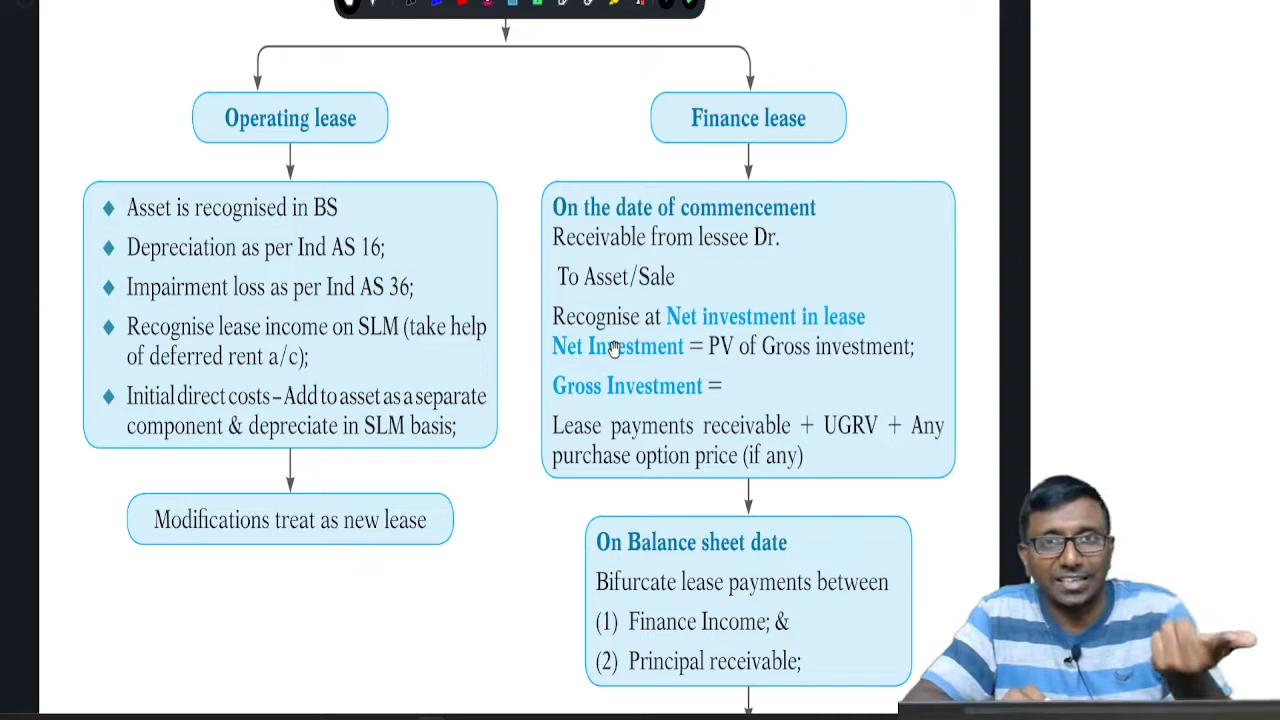 Operating lease
Asset is recognised in BS
Depreciation as per Ind AS 16;
Impairment loss as per Ind AS 36;
Recognise lease income on SLM (take help
of deferred rent a/c);
Initial direct costs – Add to asset as a separate
component & depreciate in SLM basis;
Modifications treat as new lease
Finance lease
On the date of commencement
Receivable from lessee Dr.
To Asset/Sale
Recognise at Net investment in lease
Net Investment = PV of Gross investment;
Gross Investment =
Lease payments receivable + UGRV + Any
purchase option price (if any)
On Balance sheet date
Bifurcate lease payments between
(1) Finance Income; &
(2) Principal receivable;